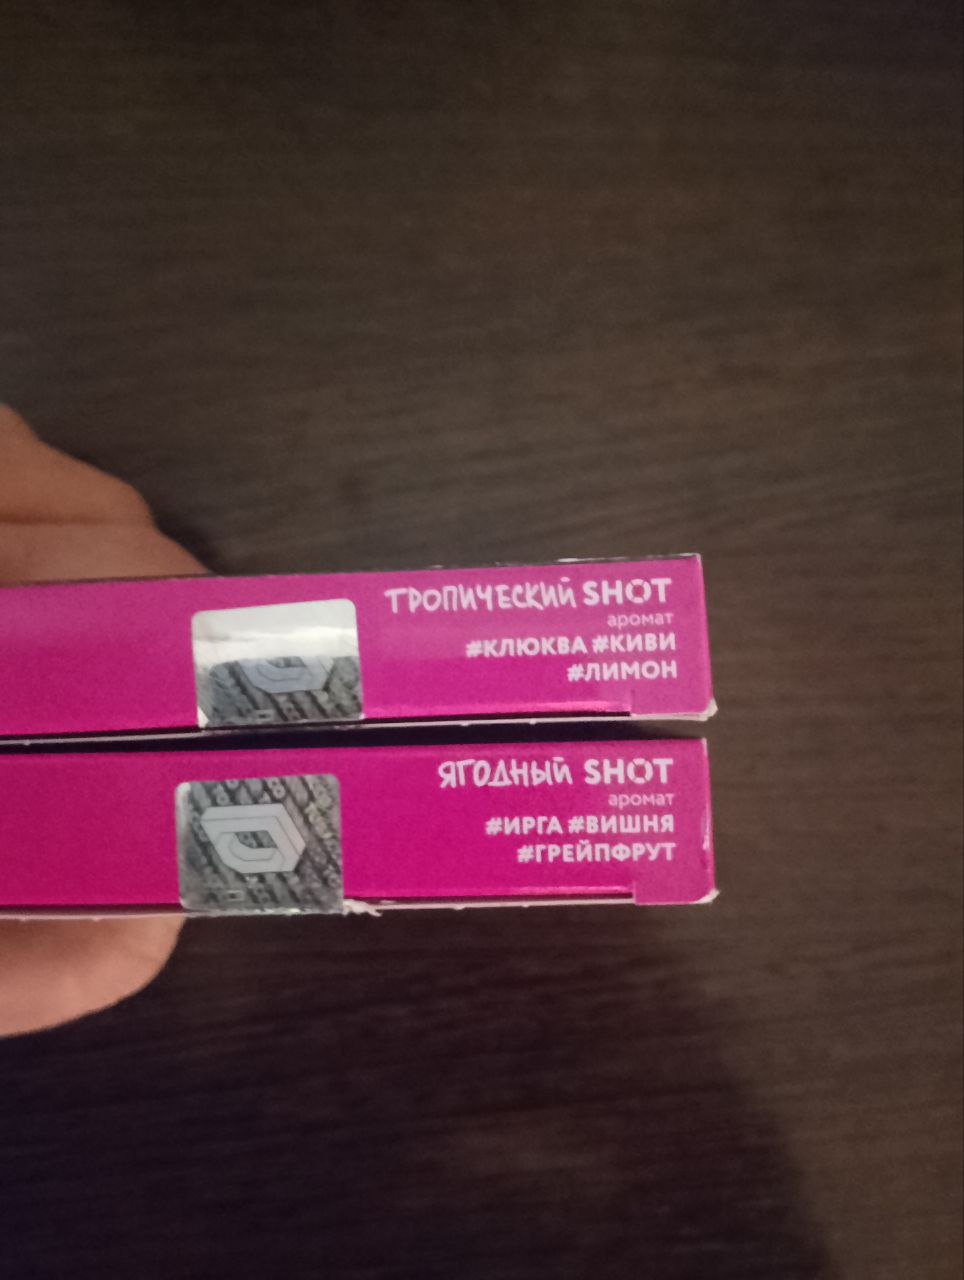 ТРОПИЧЕСКИЙ SHOT
аромат
#КЛЮКВА #КИВИ
#ЛИМОН
ЯГОДНЫЙ SHOT
аромат
#ИРГА #ВИШНЯ
#ГРЕЙПФРУТ